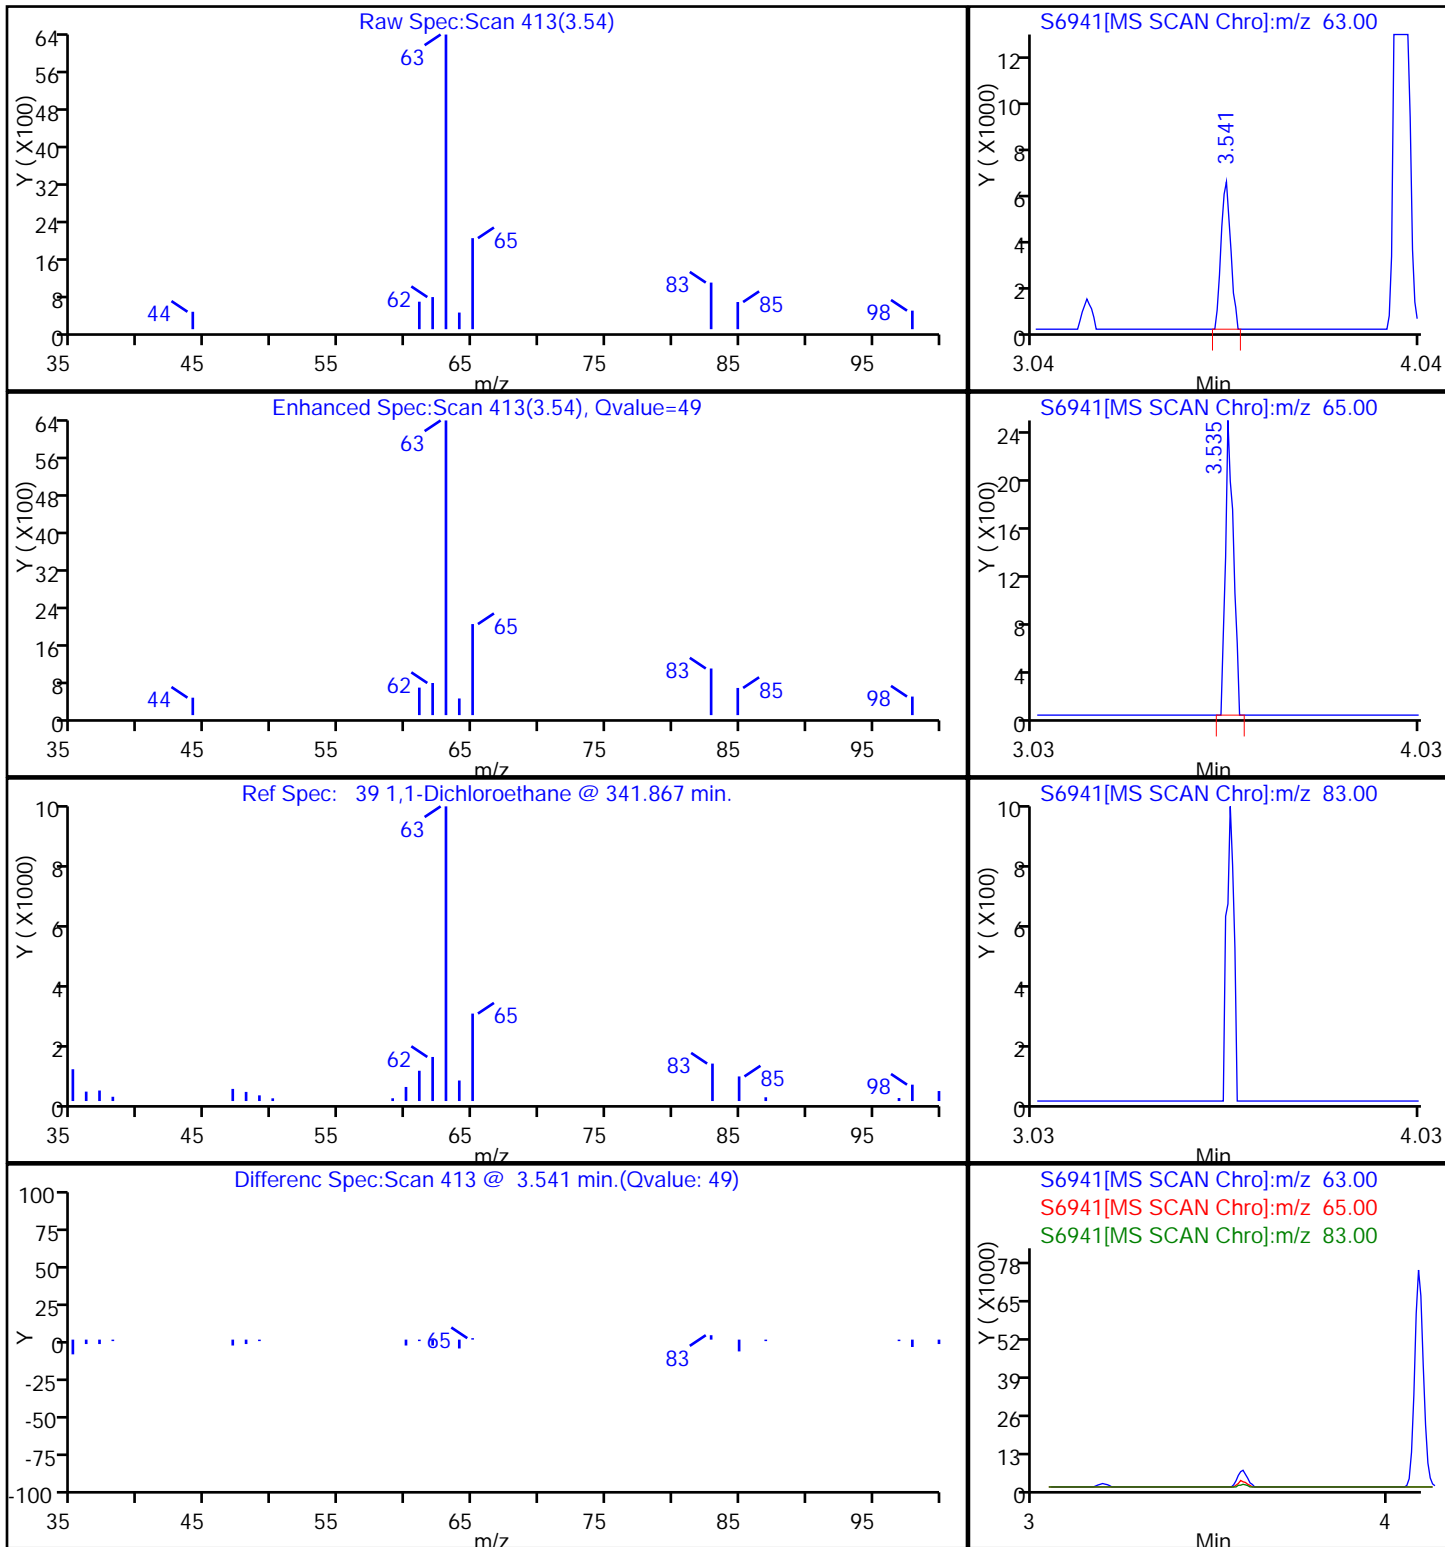 Raw Spec:Scan 413(3.54)
64
56
48
40
32
24
16
8
0
Y ( X100)
63
65
62
44
83
85
98
35 45 55 65 75 85 95
m/z
S6941[MS SCAN Chro]:m/z 63.00
12
10
8
6
4
2
0
Y ( X1000)
3.541
3.04 4.04
Min
Enhanced Spec:Scan 413(3.54), Qvalue=49
64
56
48
40
32
24
16
8
0
Y ( X100)
63
65
62
44
83
85
98
35 45 55 65 75 85 95
m/z
S6941[MS SCAN Chro]:m/z 65.00
24
20
16
12
8
4
0
Y ( X100)
3.535
3.03 4.03
Min
Ref Spec: 39 1,1-Dichloroethane @ 341.867 min.
10
8
6
4
2
0
Y ( X1000)
63
65
62
83
85
98
35 45 55 65 75 85 95
m/z
S6941[MS SCAN Chro]:m/z 83.00
10
8
6
4
2
0
Y ( X100)
3.03 4.03
Min
Differenc Spec:Scan 413 @ 3.541 min.(Qvalue: 49)
100
75
50
25
0
-25
-50
-75
-100
Y
65
83
35 45 55 65 75 85 95
m/z
S6941[MS SCAN Chro]:m/z 63.00
S6941[MS SCAN Chro]:m/z 65.00
S6941[MS SCAN Chro]:m/z 83.00
78
65
52
39
26
13
0
Y ( X1000)
3 4
Min